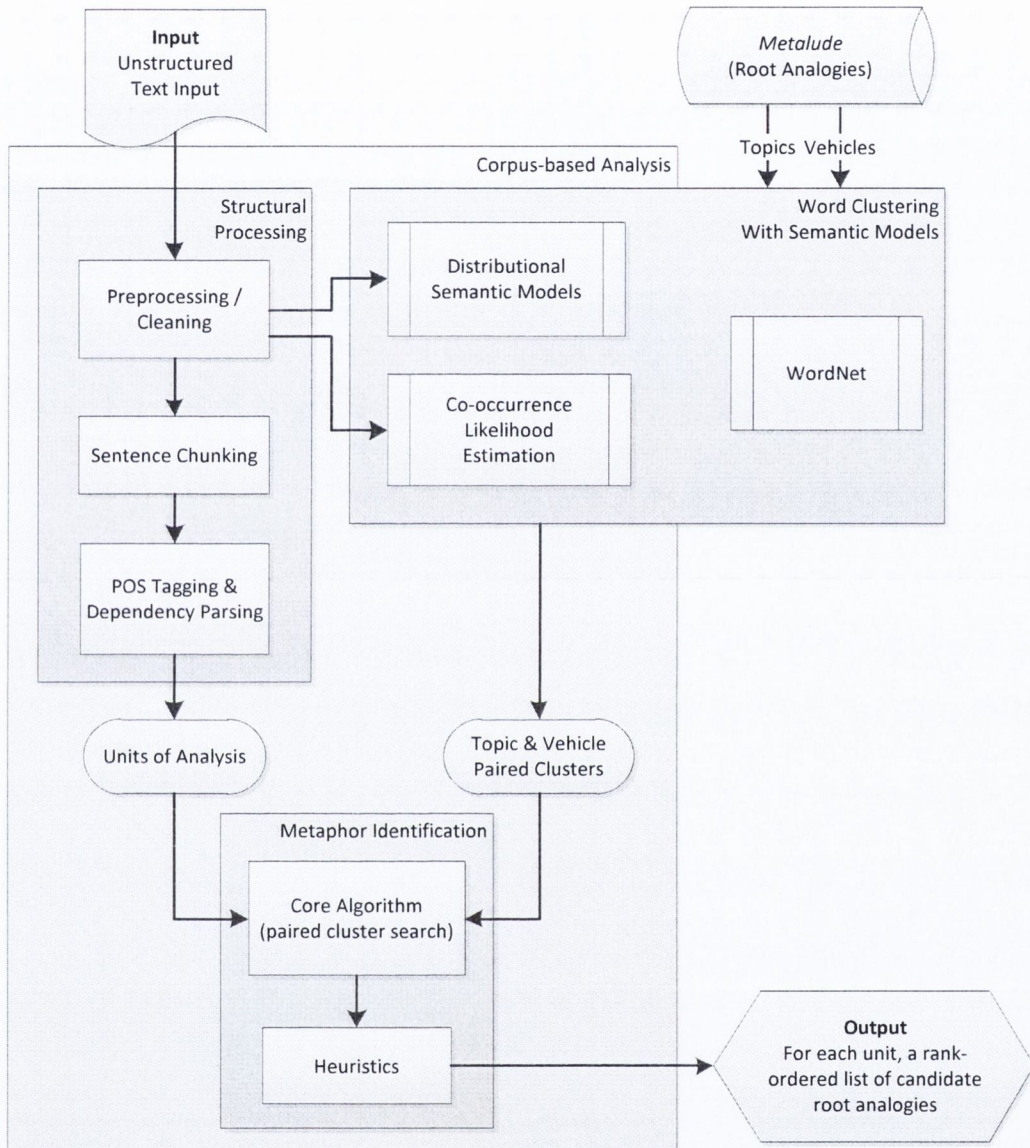 Input
Unstructured
Text Input
Metalude
(Root Analogies)
Topics Vehicles
Corpus-based Analysis
Structural
Processing
Word Clustering
With Semantic Models
Preprocessing /
Cleaning
Distributional
Semantic Models
WordNet
Co-occurrence
Likelihood
Estimation
Sentence Chunking
POS Tagging &
Dependency Parsing
Units of Analysis
Topic & Vehicle
Paired Clusters
Metaphor Identification
Core Algorithm
(paired cluster search)
Heuristics
Output
For each unit, a rank-
ordered list of candidate
root analogies